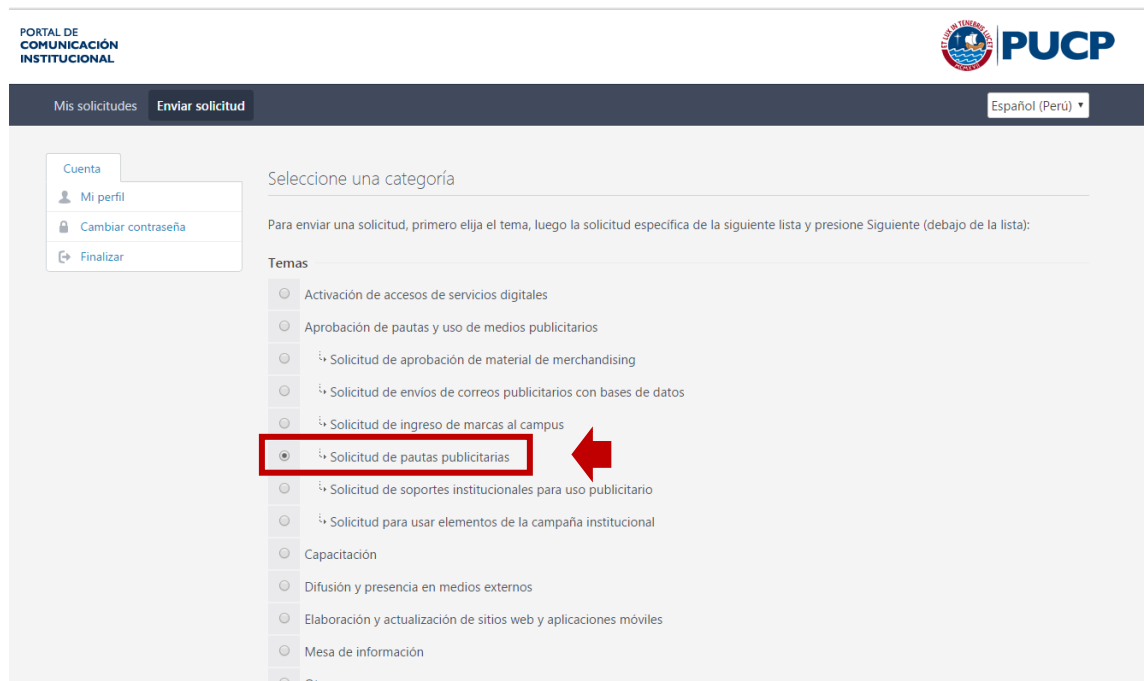 PORTAL DE
COMUNICACIÓN
INSTITUCIONAL
ET LUX IN TENEBRIS LUCET
MCMXVII
PUCP
Mis solicitudes Enviar solicitud Español (Perú)
Cuenta
Mi perfil
Cambiar contraseña
Finalizar
Seleccione una categoría
Para enviar una solicitud, primero elija el tema, luego la solicitud específica de la siguiente lista y presione Siguiente (debajo de la lista):
Temas
Activación de accesos de servicios digitales
Aprobación de pautas y uso de medios publicitarios
Solicitud de aprobación de material de merchandising
Solicitud de envíos de correos publicitarios con bases de datos
Solicitud de ingreso de marcas al campus
Solicitud de pautas publicitarias
Solicitud de soportes institucionales para uso publicitario
Solicitud para usar elementos de la campaña institucional
Capacitación
Difusión y presencia en medios externos
Elaboración y actualización de sitios web y aplicaciones móviles
Mesa de información